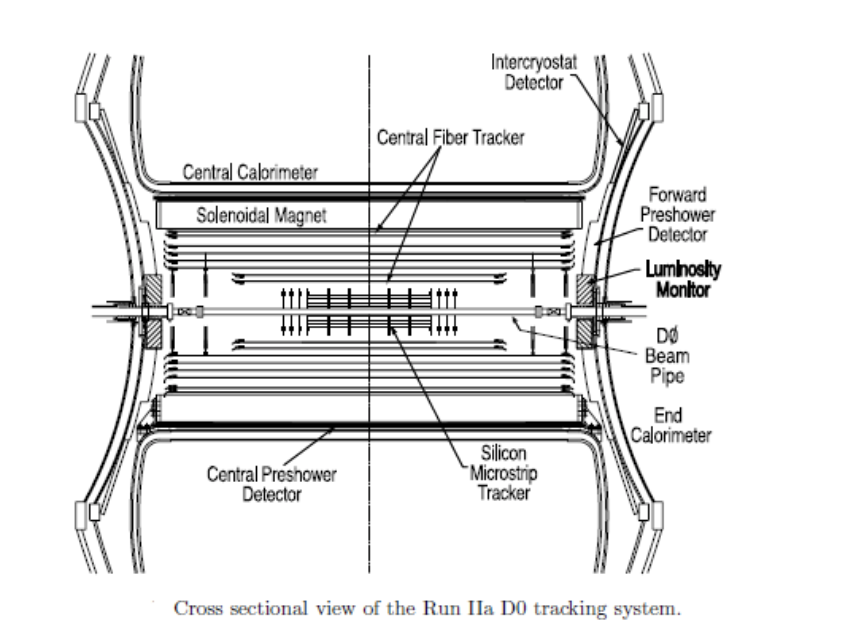 Intercryostat
Detector
Central Fiber Tracker
Central Calorimeter
Solenoidal Magnet
Forward
Preshower
Detector
Luminosity
Monitor
DØ
Beam
Pipe
End
Calorimeter
Silicon
Microstrip
Tracker
Central Preshower
Detector
Cross sectional view of the Run IIa D0 tracking system.